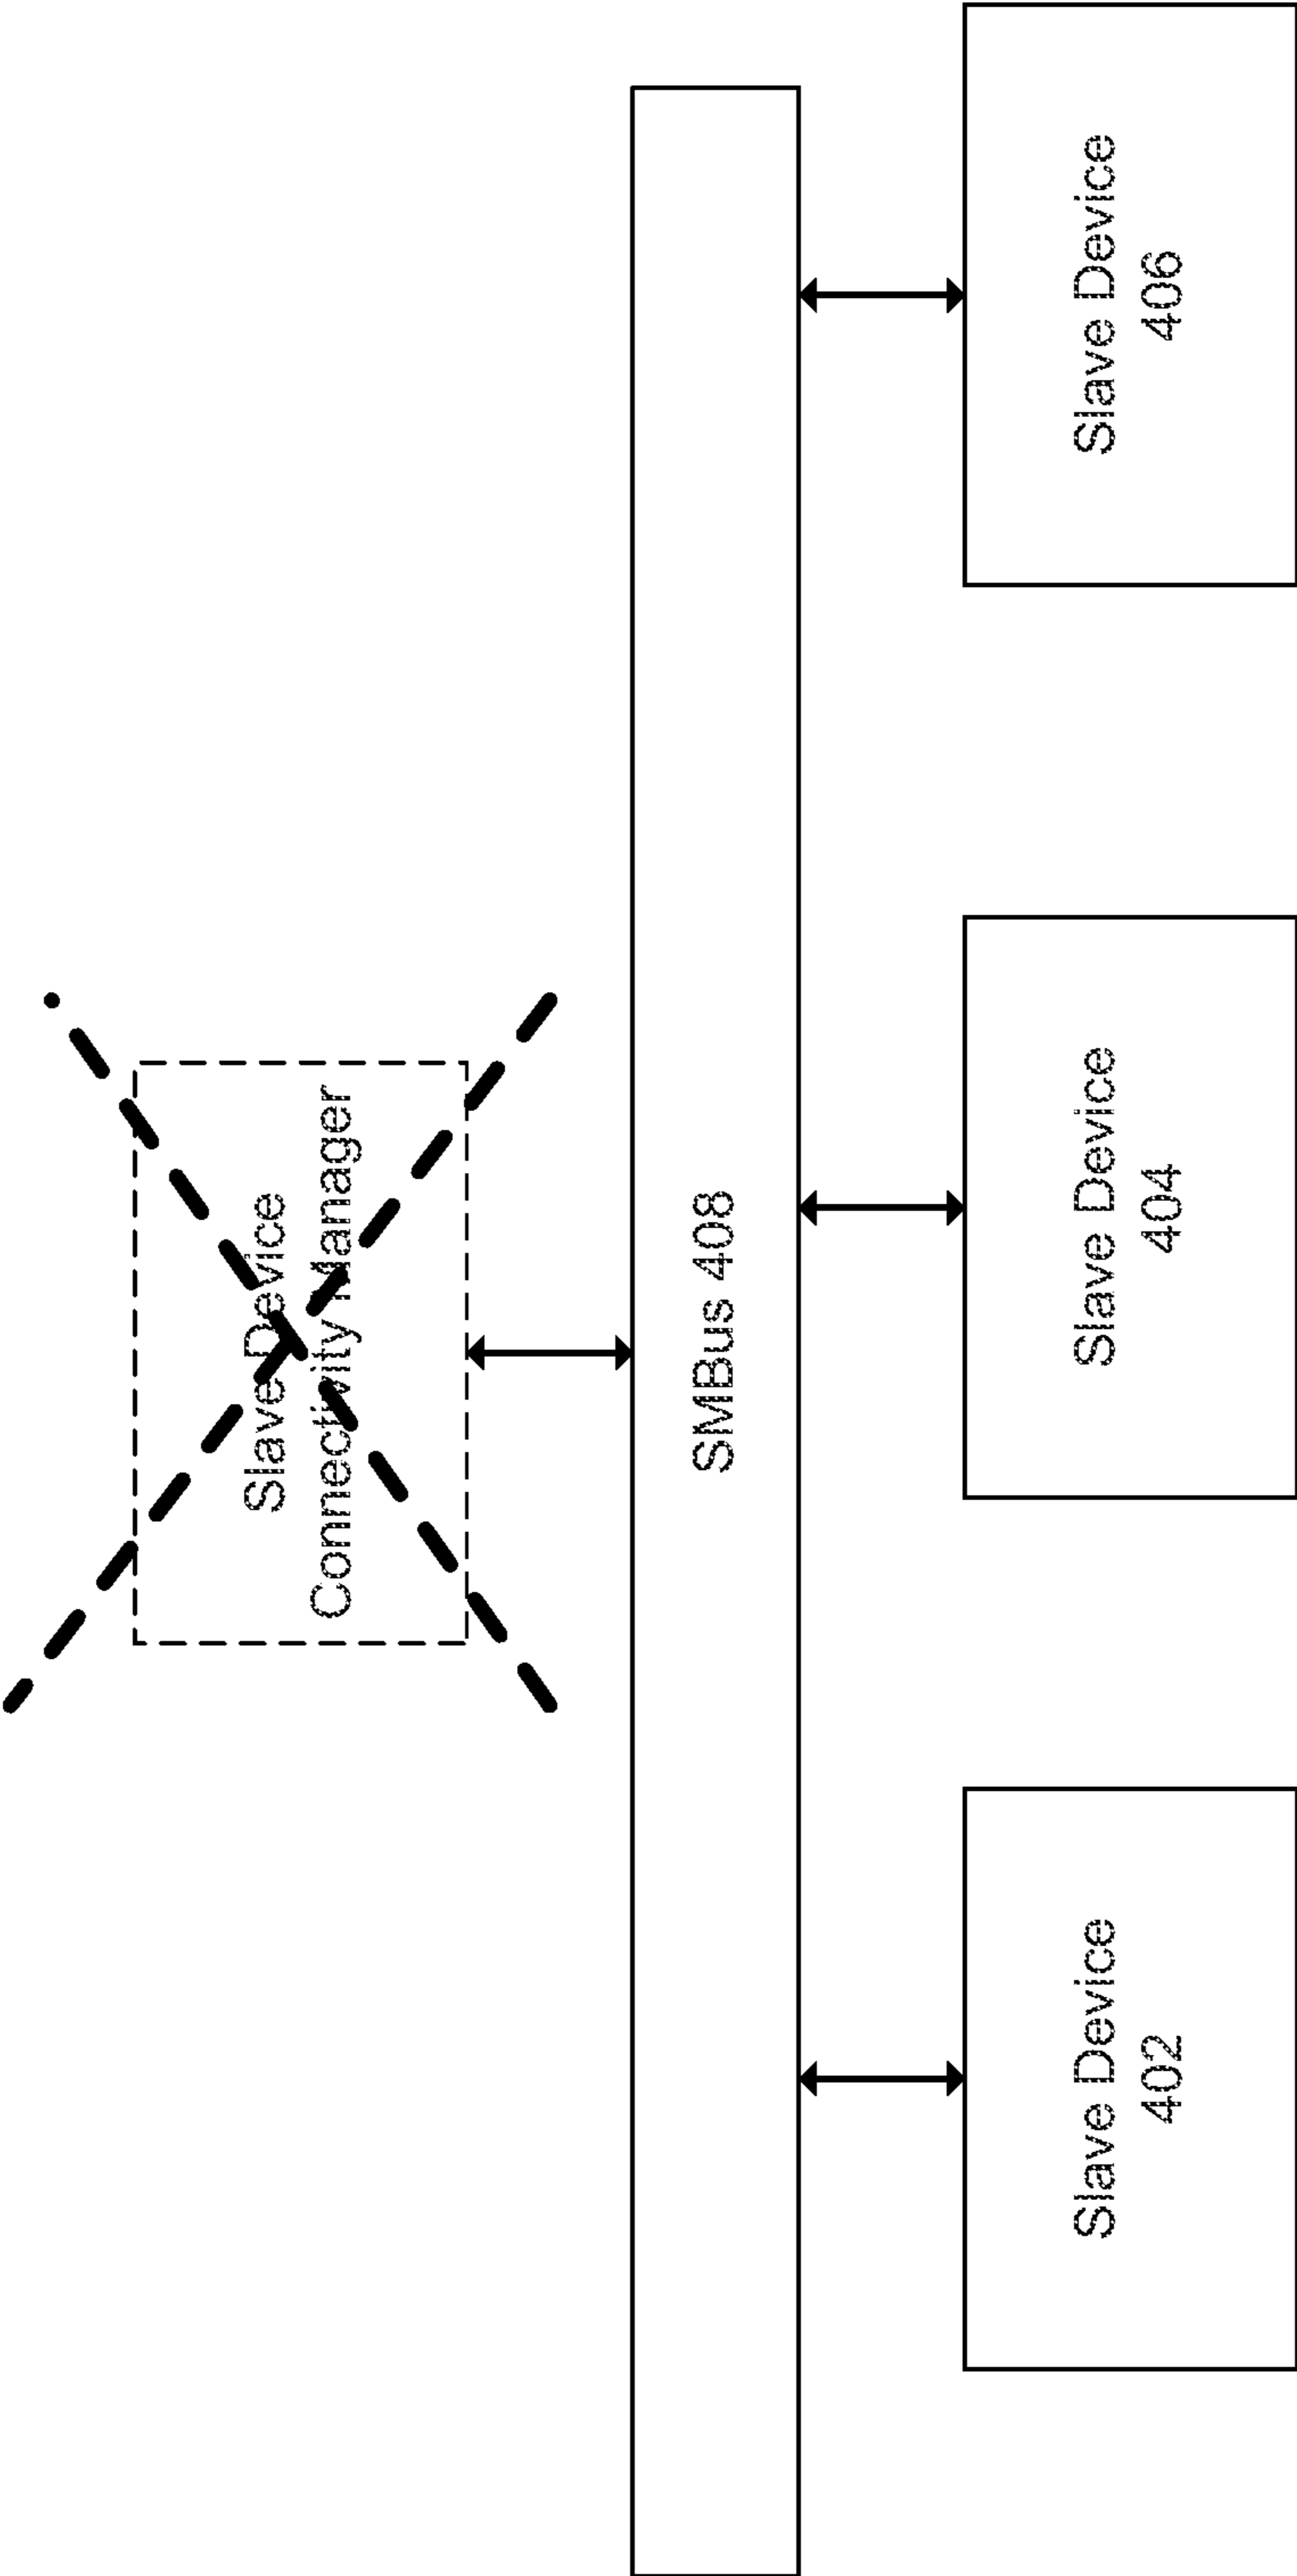 Slave Device
Connectivity Manager
SMBus 408
Slave Device
402
Slave Device
404
Slave Device
406